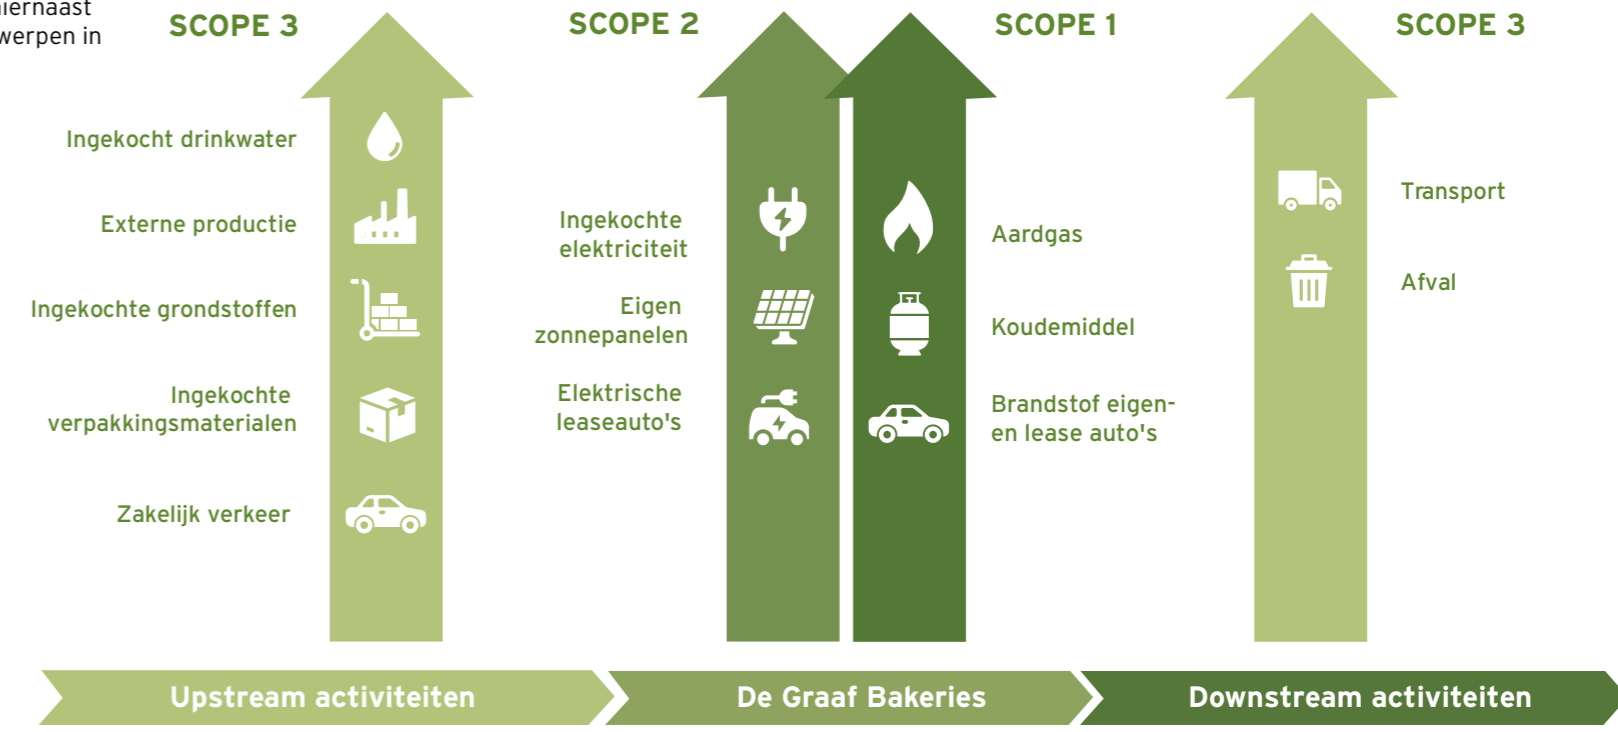 hiernaast
werpen in
SCOPE 3
Ingekocht drinkwater
Externe productie
Ingekochte grondstoffen
Ingekochte
verpakkingsmaterialen
Zakelijk verkeer
SCOPE 2
Ingekochte
elektriciteit
Eigen
zonnepanelen
Elektrische
leaseauto's
SCOPE 1
Aardgas
Koudemiddel
Brandstof eigen-
en lease auto's
SCOPE 3
Transport
Afval
Upstream activiteiten
De Graaf Bakeries
Downstream activiteiten